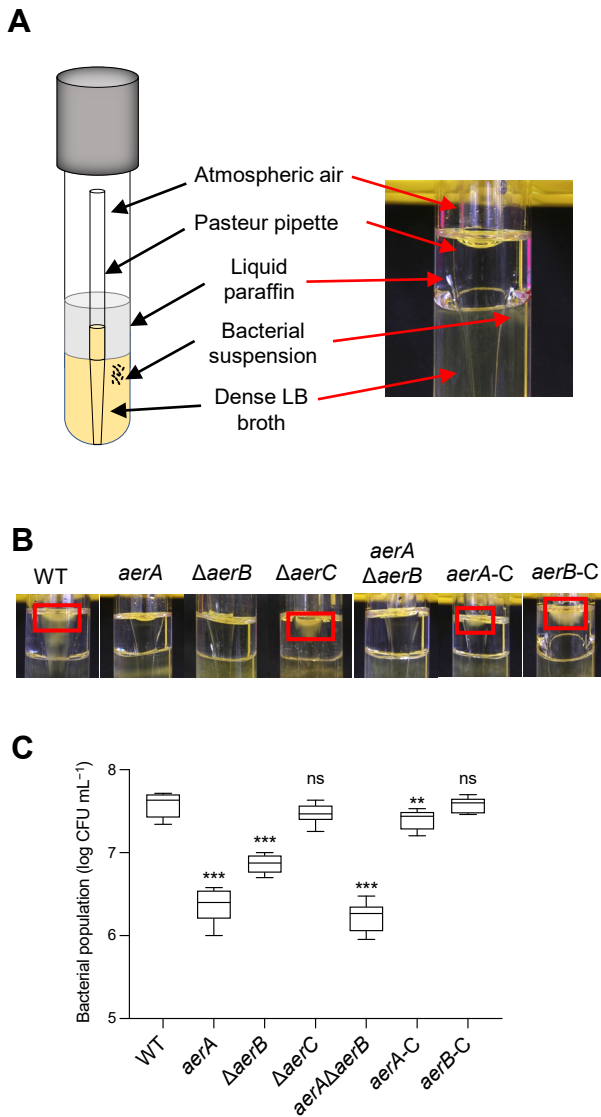 A
Atmospheric air
Pasteur pipette
Liquid
paraffin
Bacterial
suspension
Dense LB
broth
B
WT
aerA
ΔaerB
ΔaerC
aerA
ΔaerB
aerA-C
aerB-C
C
Bacterial population (log CFU mL⁻¹)
8
7
6
5
***
***
ns
***
**
ns
WT
aerA
ΔaerB
ΔaerC
aerAΔaerB
aerA-C
aerB-C